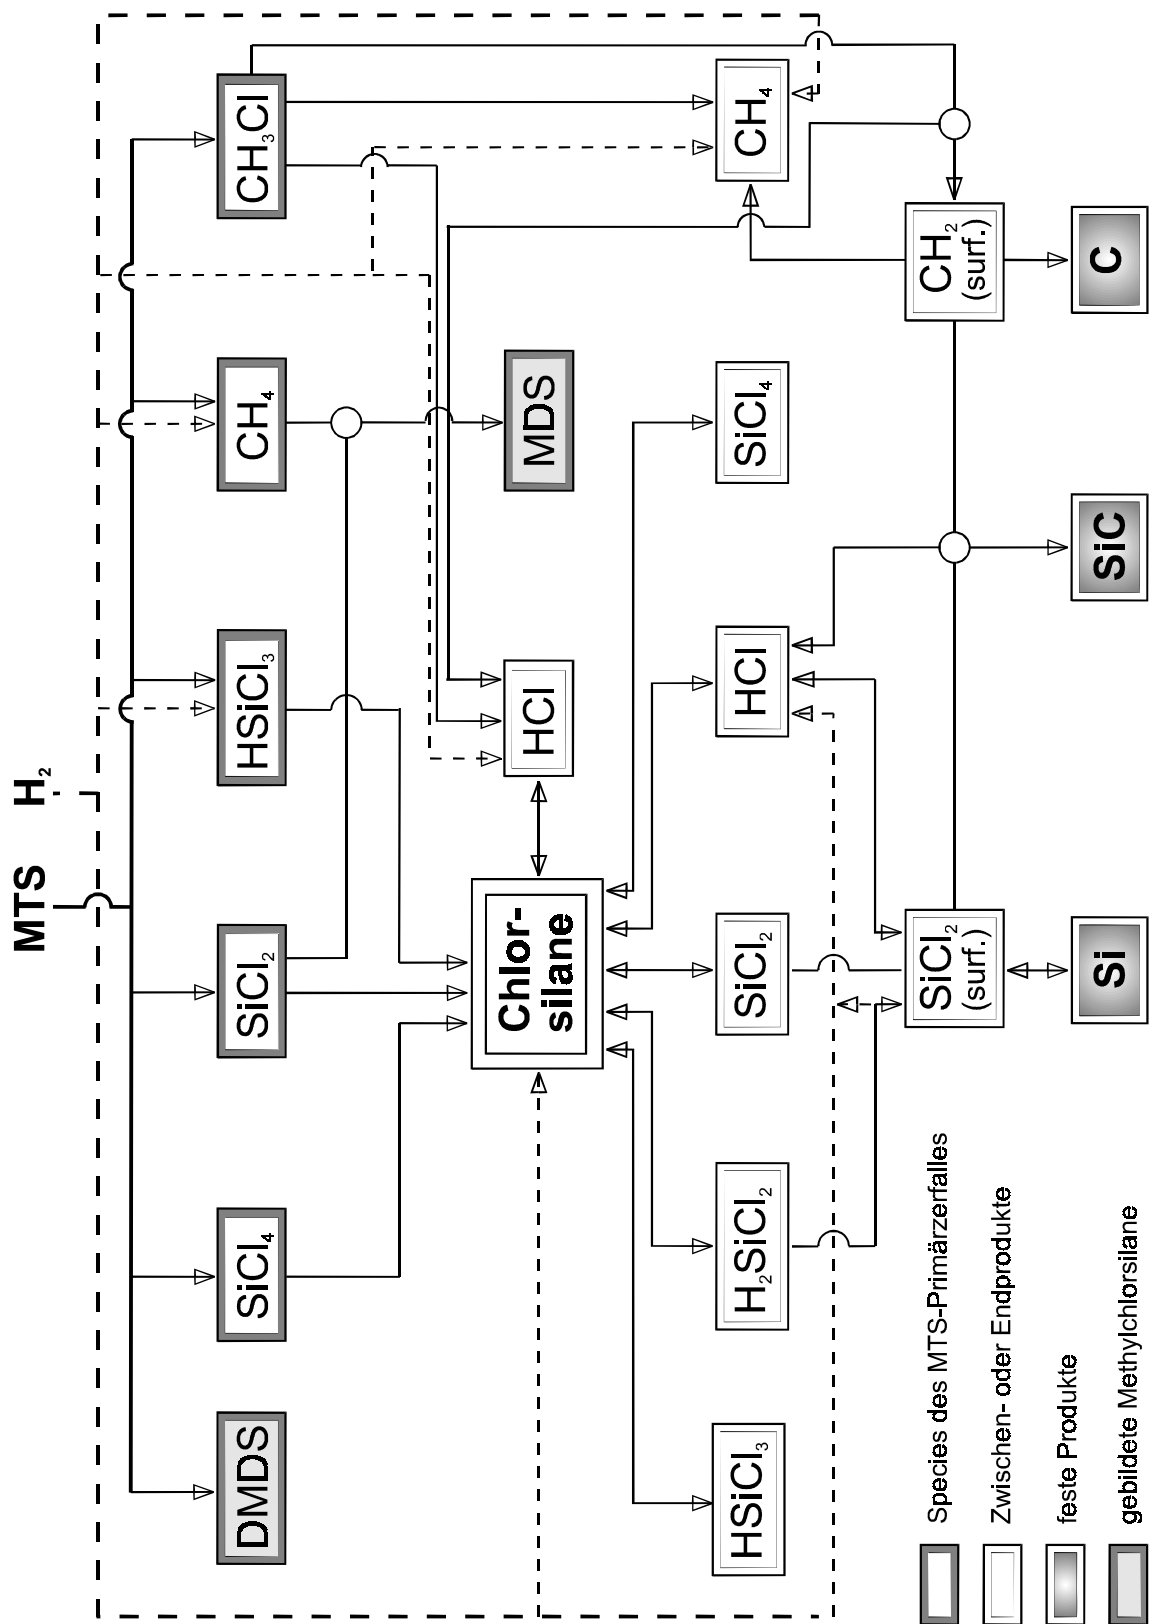 MTS H₂
DMDS
SiCl₄
SiCl₂
HSiCl₃
CH₄
CH₃Cl
Chlor-
silane
HCl
MDS
HSiCl₃
H₂SiCl₂
SiCl₂
HCl
SiCl₄
CH₄
SiCl₂
(surf.)
CH₂
(surf.)
Si
SiC
C
Species des MTS-Primärzerfalles
Zwischen- oder Endprodukte
feste Produkte
gebildete Methylchlorsilane